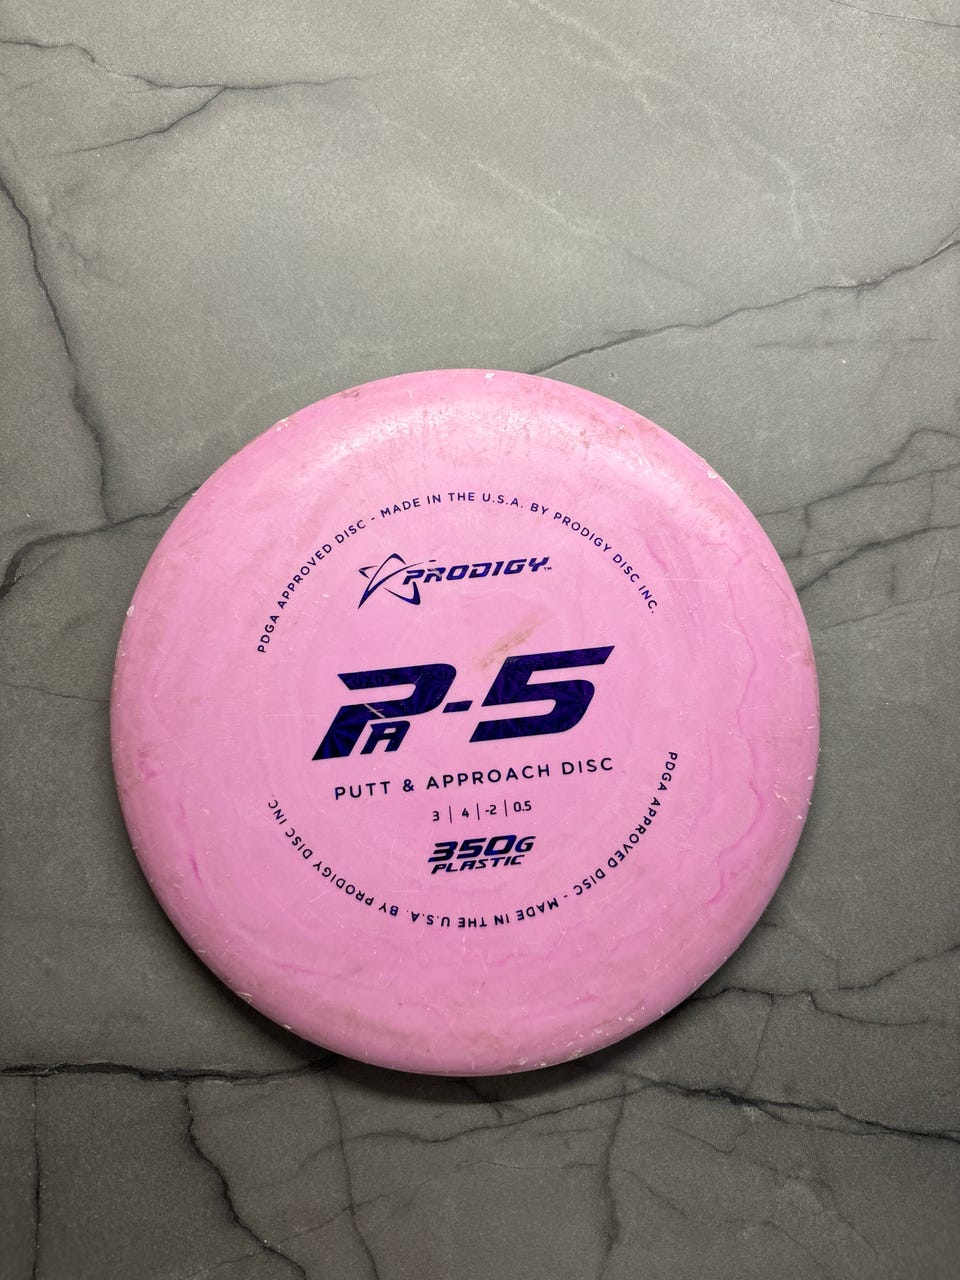 PDGA APPROVED DISC - MADE IN THE U.S.A. BY PRODIGY DISC INC.
PRODIGY™
PA-5
PUTT & APPROACH DISC
3 | 4 | -2 | 0.5
350G
PLASTIC
PDGA APPROVED DISC - MADE IN THE U.S.A. BY PRODIGY DISC INC.